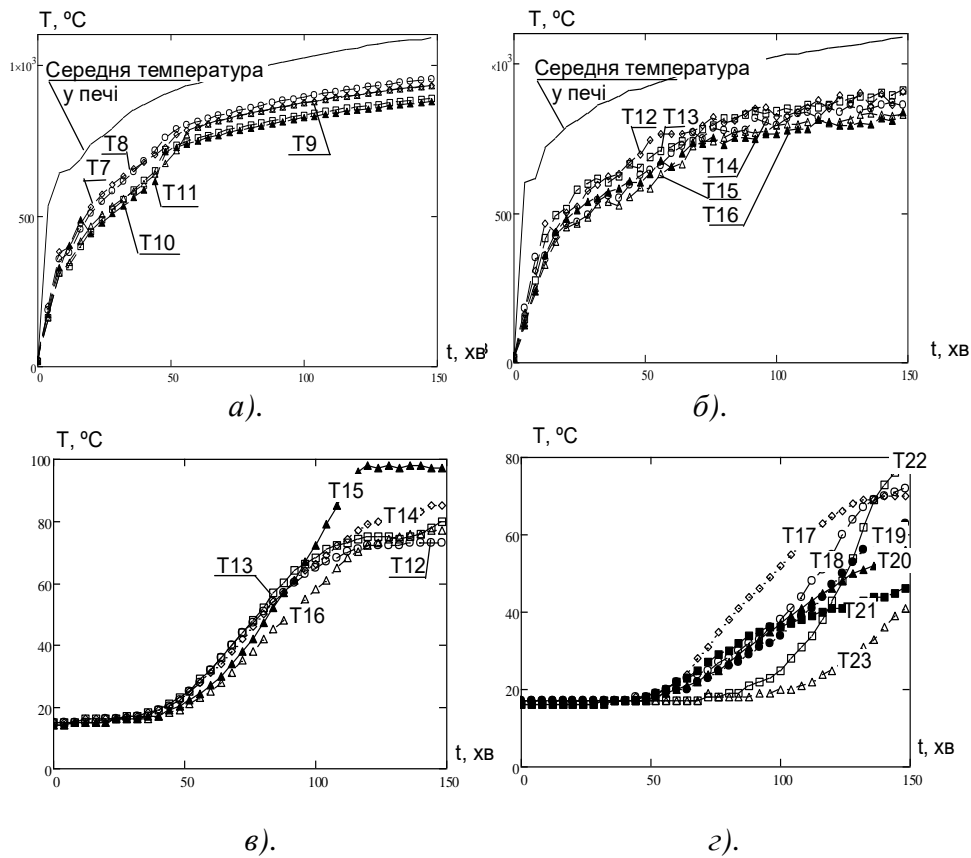 T, ºC
1×10³
Середня температура
у печі
T8
T7
T9
T11
T10
500
0
0
50
100
150
t, хв
а).
T, ºC
1×10³
Середня температура
у печі
T12
T13
T14
T15
T16
500
0
0
50
100
150
t, хв
б).
T, ºC
100
80
60
40
20
0
T15
T14
T13
T12
T16
0
50
100
150
t, хв
в).
T, ºC
80
60
40
20
0
T22
T17
T19
T18
T20
T21
T23
0
50
100
150
t, хв
г).